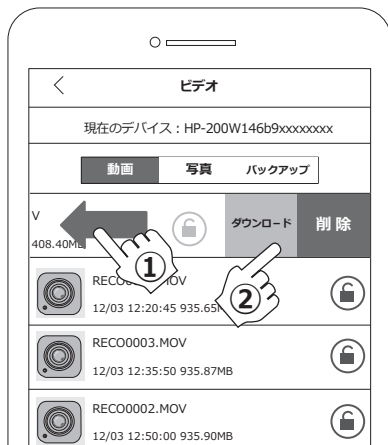 ビデオ
現在のデバイス：HP-200W146b9xxxxxxxx
動画 写真 バックアップ
V
408.40MB
ダウンロード 削除
①
②
12/03 12:20:45 935.65M
RECO0003.MOV
12/03 12:35:50 935.87MB
RECO0002.MOV
12/03 12:50:00 935.90MB